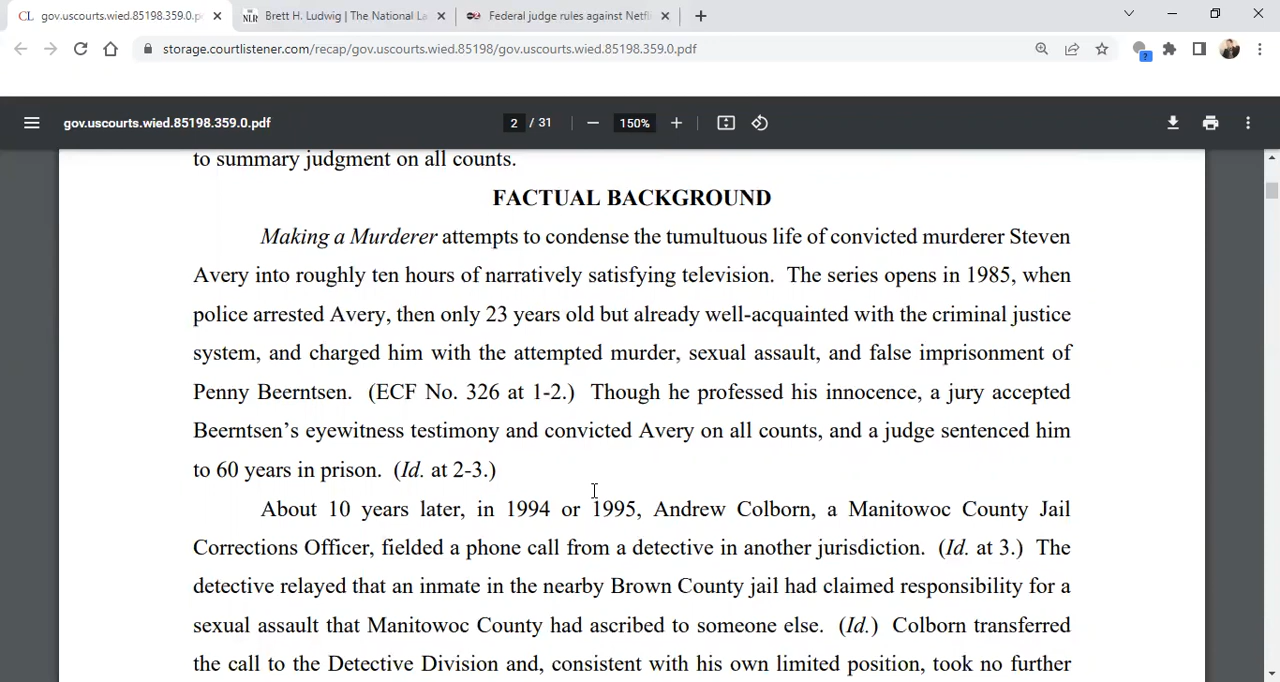 CL gov.uscourts.wied.85198.359.0.p
NLR Brett H. Ludwig | The National La
Federal judge rules against Netfli
storage.courtlistener.com/recap/gov.uscourts.wied.85198/gov.uscourts.wied.85198.359.0.pdf
?
gov.uscourts.wied.85198.359.0.pdf
2 / 31
150%
to summary judgment on all counts.
FACTUAL BACKGROUND
Making a Murderer attempts to condense the tumultuous life of convicted murderer Steven
Avery into roughly ten hours of narratively satisfying television. The series opens in 1985, when
police arrested Avery, then only 23 years old but already well-acquainted with the criminal justice
system, and charged him with the attempted murder, sexual assault, and false imprisonment of
Penny Beerntsen. (ECF No. 326 at 1-2.) Though he professed his innocence, a jury accepted
Beerntsen’s eyewitness testimony and convicted Avery on all counts, and a judge sentenced him
to 60 years in prison. (Id. at 2-3.)
About 10 years later, in 1994 or 1995, Andrew Colborn, a Manitowoc County Jail
Corrections Officer, fielded a phone call from a detective in another jurisdiction. (Id. at 3.) The
detective relayed that an inmate in the nearby Brown County jail had claimed responsibility for a
sexual assault that Manitowoc County had ascribed to someone else. (Id.) Colborn transferred
the call to the Detective Division and, consistent with his own limited position, took no further